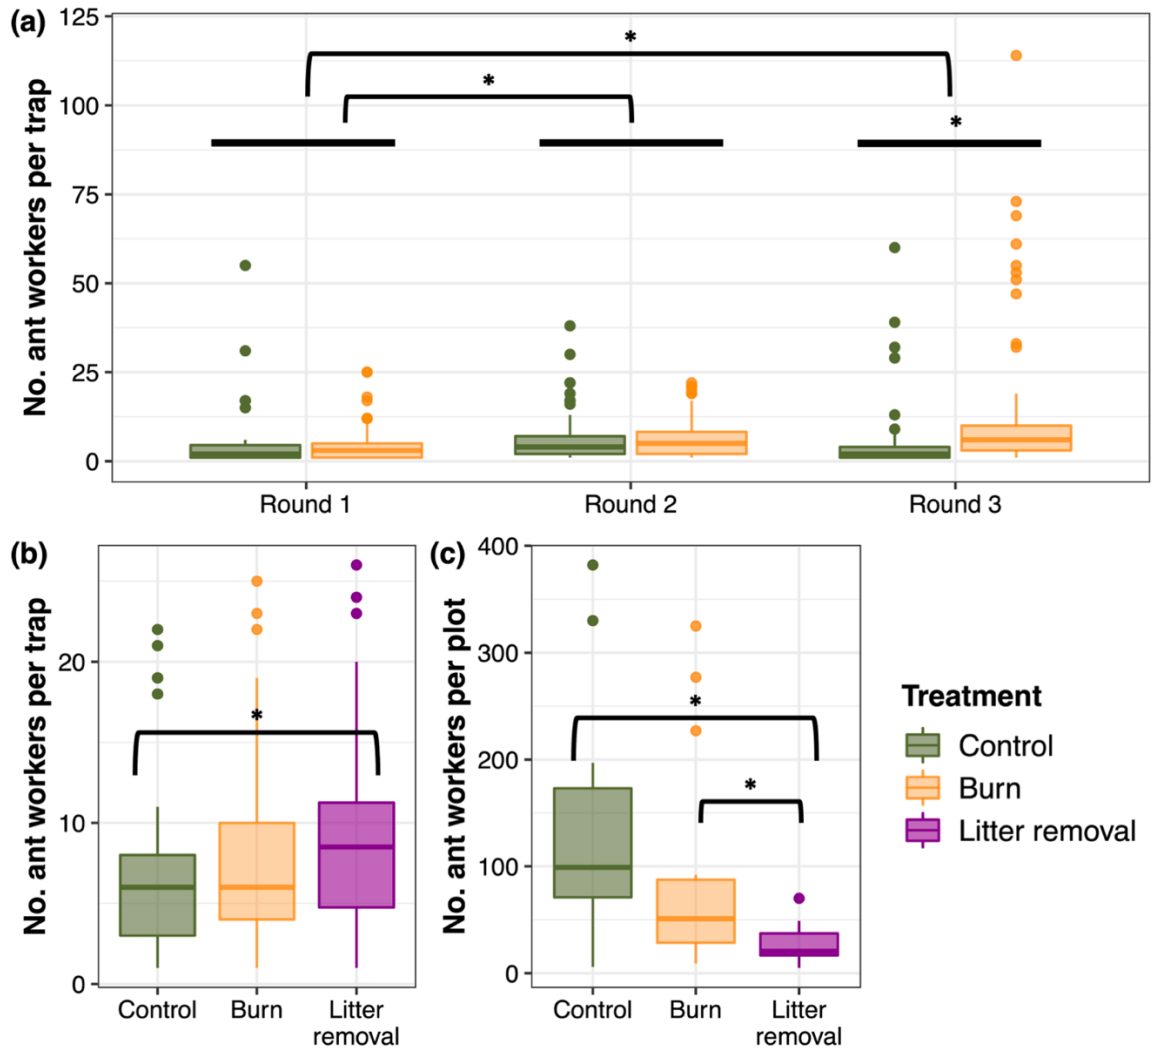 (a)
No. ant workers per trap
125
100
75
50
25
0
*
*
*
Round 1
Round 2
Round 3
(b)
No. ant workers per trap
20
10
0
*
Control
Burn
Litter
removal
(c)
No. ant workers per plot
400
300
200
100
0
*
*
Control
Burn
Litter
removal
Treatment
Control
Burn
Litter removal